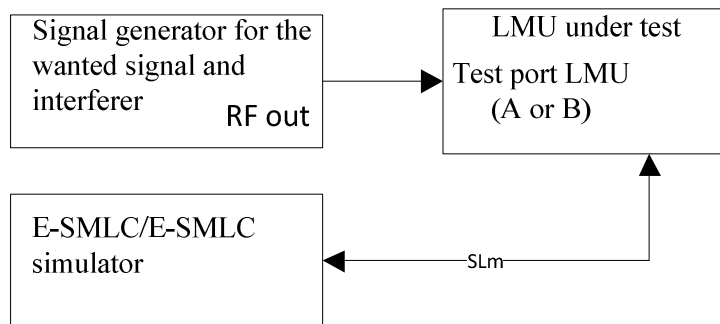 Signal generator for the
wanted signal and
interferer
RF out
LMU under test
Test port LMU
(A or B)
E-SMLC/E-SMLC
simulator
SLm